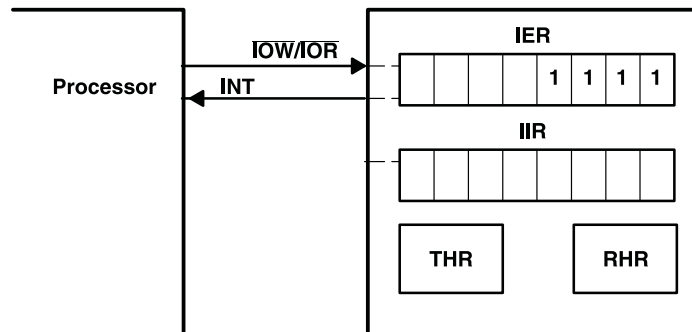 IOW/IOR
IER
1 1 1 1
Processor
INT
IIR
THR
RHR